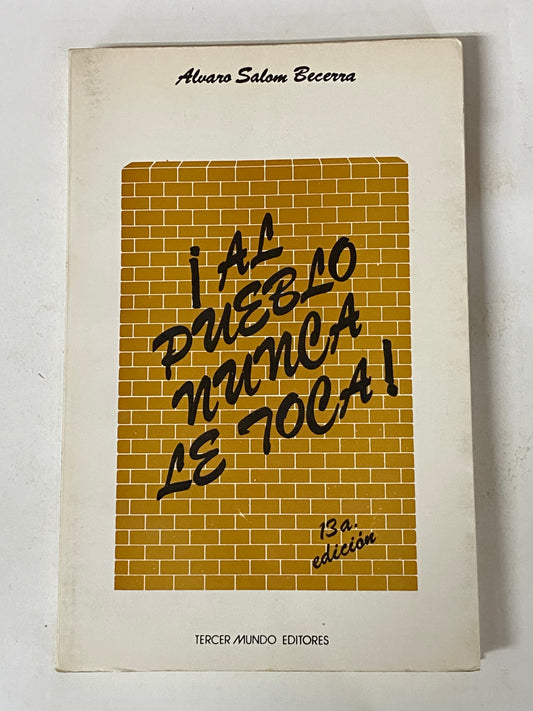 Alvaro Salom Becerra
¡AL
PUEBLO
NUNCA
LE TOCA!
13a.
edición
TERCER MUNDO EDITORES